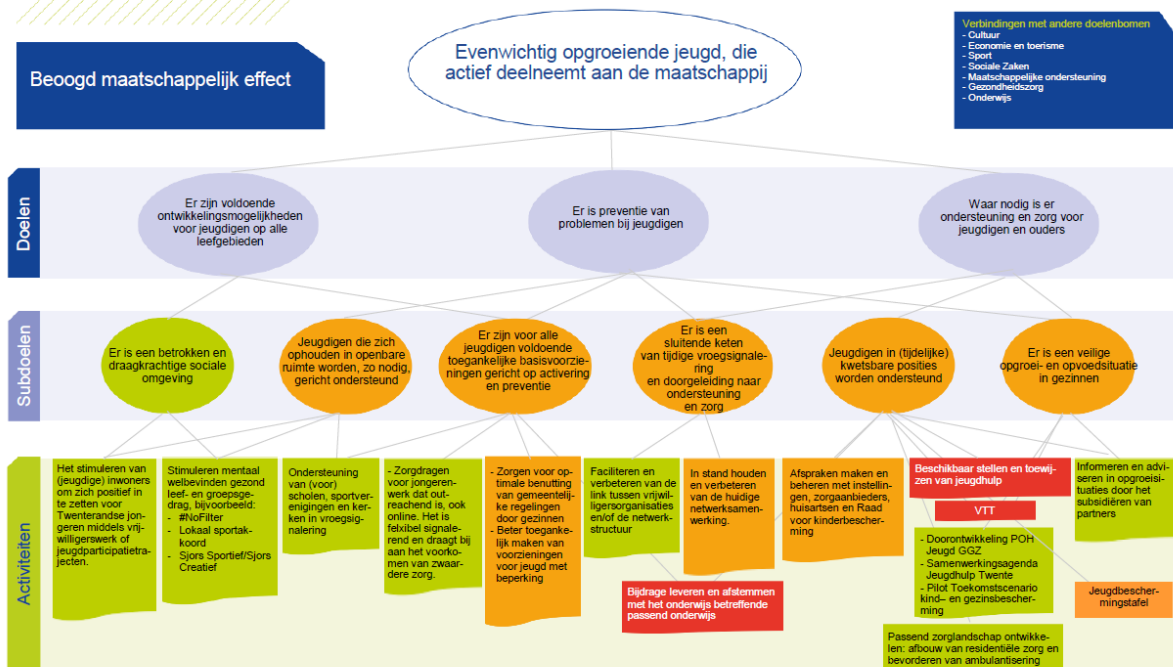 Beoogd maatschappelijk effect
Evenwichtig opgroeiende jeugd, die
actief deelneemt aan de maatschappij
Verbindingen met andere doelenbomen
- Cultuur
- Economie en toerisme
- Sport
- Sociale Zaken
- Maatschappelijke ondersteuning
- Gezondheidszorg
- Onderwijs
Doelen
Er zijn voldoende
ontwikkelingsmogelijkheden
voor jeugdigen op alle
leefgebieden
Er is preventie van
problemen bij jeugdigen
Waar nodig is er
ondersteuning en zorg voor
jeugdigen en ouders
Subdoelen
Er is een betrokken en
draagkrachtige sociale
omgeving
Jeugdigen die zich
ophouden in openbare
ruimte worden, zo nodig,
gericht ondersteund
Er zijn voor alle
jeugdigen voldoende
toegankelijke basisvoorzie-
ningen gericht op activering
en preventie
Er is een
sluitende keten
van tijdige vroegsignale-
ring
en doorgeleiding naar
ondersteuning
en zorg
Jeugdigen in (tijdelijke)
kwetsbare posities
worden ondersteund
Er is een veilige
opgroei- en opvoedsituatie
in gezinnen
Activiteiten
Het stimuleren van
(jeugdige) inwoners
om zich positief in
te zetten voor
Twenterandse jon
geren middels vrij-
willigerswerk of
jeugdparticipatietra-
jecten.
Stimuleren mentaal
welbevinden gezond
leef- en groepsge-
drag, bijvoorbeeld:
- #NoFilter
- Lokaal sportak-
koord
- Sjors Sportief/Sjors
Creatief
Ondersteuning
van (voor)
scholen, sportver-
enigingen en ker-
ken in vroegsig-
nalering
- Zorgdragen
voor jongeren-
werk dat out-
reachend is, ook
online. Het is
felxibel signale-
rend en draagt bij
aan het voorko-
men van zwaar-
dere zorg.
- Zorgen voor op-
timale benutting
van gemeentelij-
ke regelingen
door gezinnen
- Beter toeganke-
lijk maken van
voorzieningen
voor jeugd met
beperking
Faciliteren en
verbeteren van de
link tussen vrijwil-
ligersorganisaties
en/of de netwerk-
structuur
In stand houden
en verbeteren
van de huidige
netwerksamen-
werking.
Bijdrage leveren en afstemmen
met het onderwijs betreffende
passend onderwijs
Afspraken maken en
beheren met instellin-
gen, zorgaanbieders,
huisartsen en Raad
voor kinderbescher-
ming
Beschikbaar stellen en toewij-
zen van jeugdhulp
VTT
- Doorontwikkeling POH
Jeugd GGZ
- Samenwerkingsagenda
Jeugdhulp Twente
- Pilot Toekomstscenario
kind– en gezinsbescher-
ming
Passend zorglandschap ontwikke-
len: afbouw van residentiële zorg en
bevorderen van ambulantisering
Informeren en advi-
seren in opgroeisi-
tuaties door het
subsidiëren van
partners
Jeugdbescher-
mingstafel